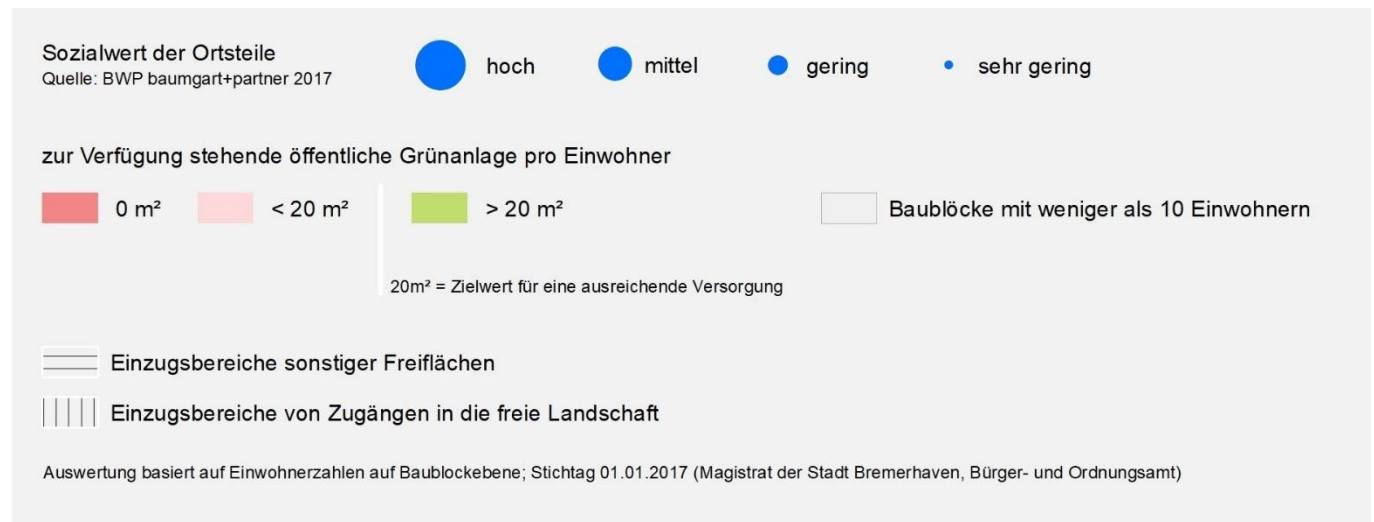 Sozialwert der Ortsteile
Quelle: BWP baumgart+partner 2017
hoch mittel gering sehr gering
zur Verfügung stehende öffentliche Grünanlage pro Einwohner
0 m² < 20 m² > 20 m² Baublöcke mit weniger als 10 Einwohnern
20m² = Zielwert für eine ausreichende Versorgung
Einzugsbereiche sonstiger Freiflächen
Einzugsbereiche von Zugängen in die freie Landschaft
Auswertung basiert auf Einwohnerzahlen auf Baublockebene; Stichtag 01.01.2017 (Magistrat der Stadt Bremerhaven, Bürger- und Ordnungsamt)